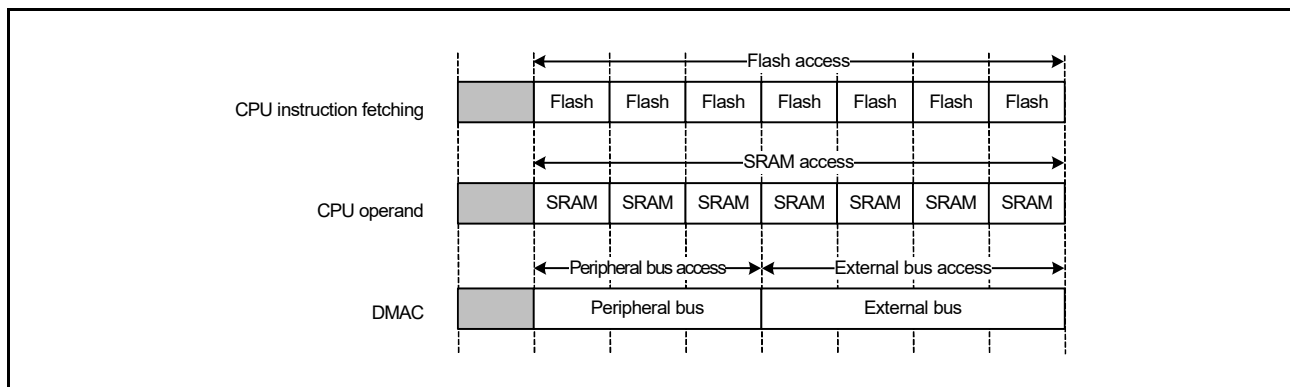 Flash access
CPU instruction fetching Flash Flash Flash Flash Flash Flash Flash
SRAM access
CPU operand SRAM SRAM SRAM SRAM SRAM SRAM SRAM
Peripheral bus access External bus access
DMAC Peripheral bus External bus